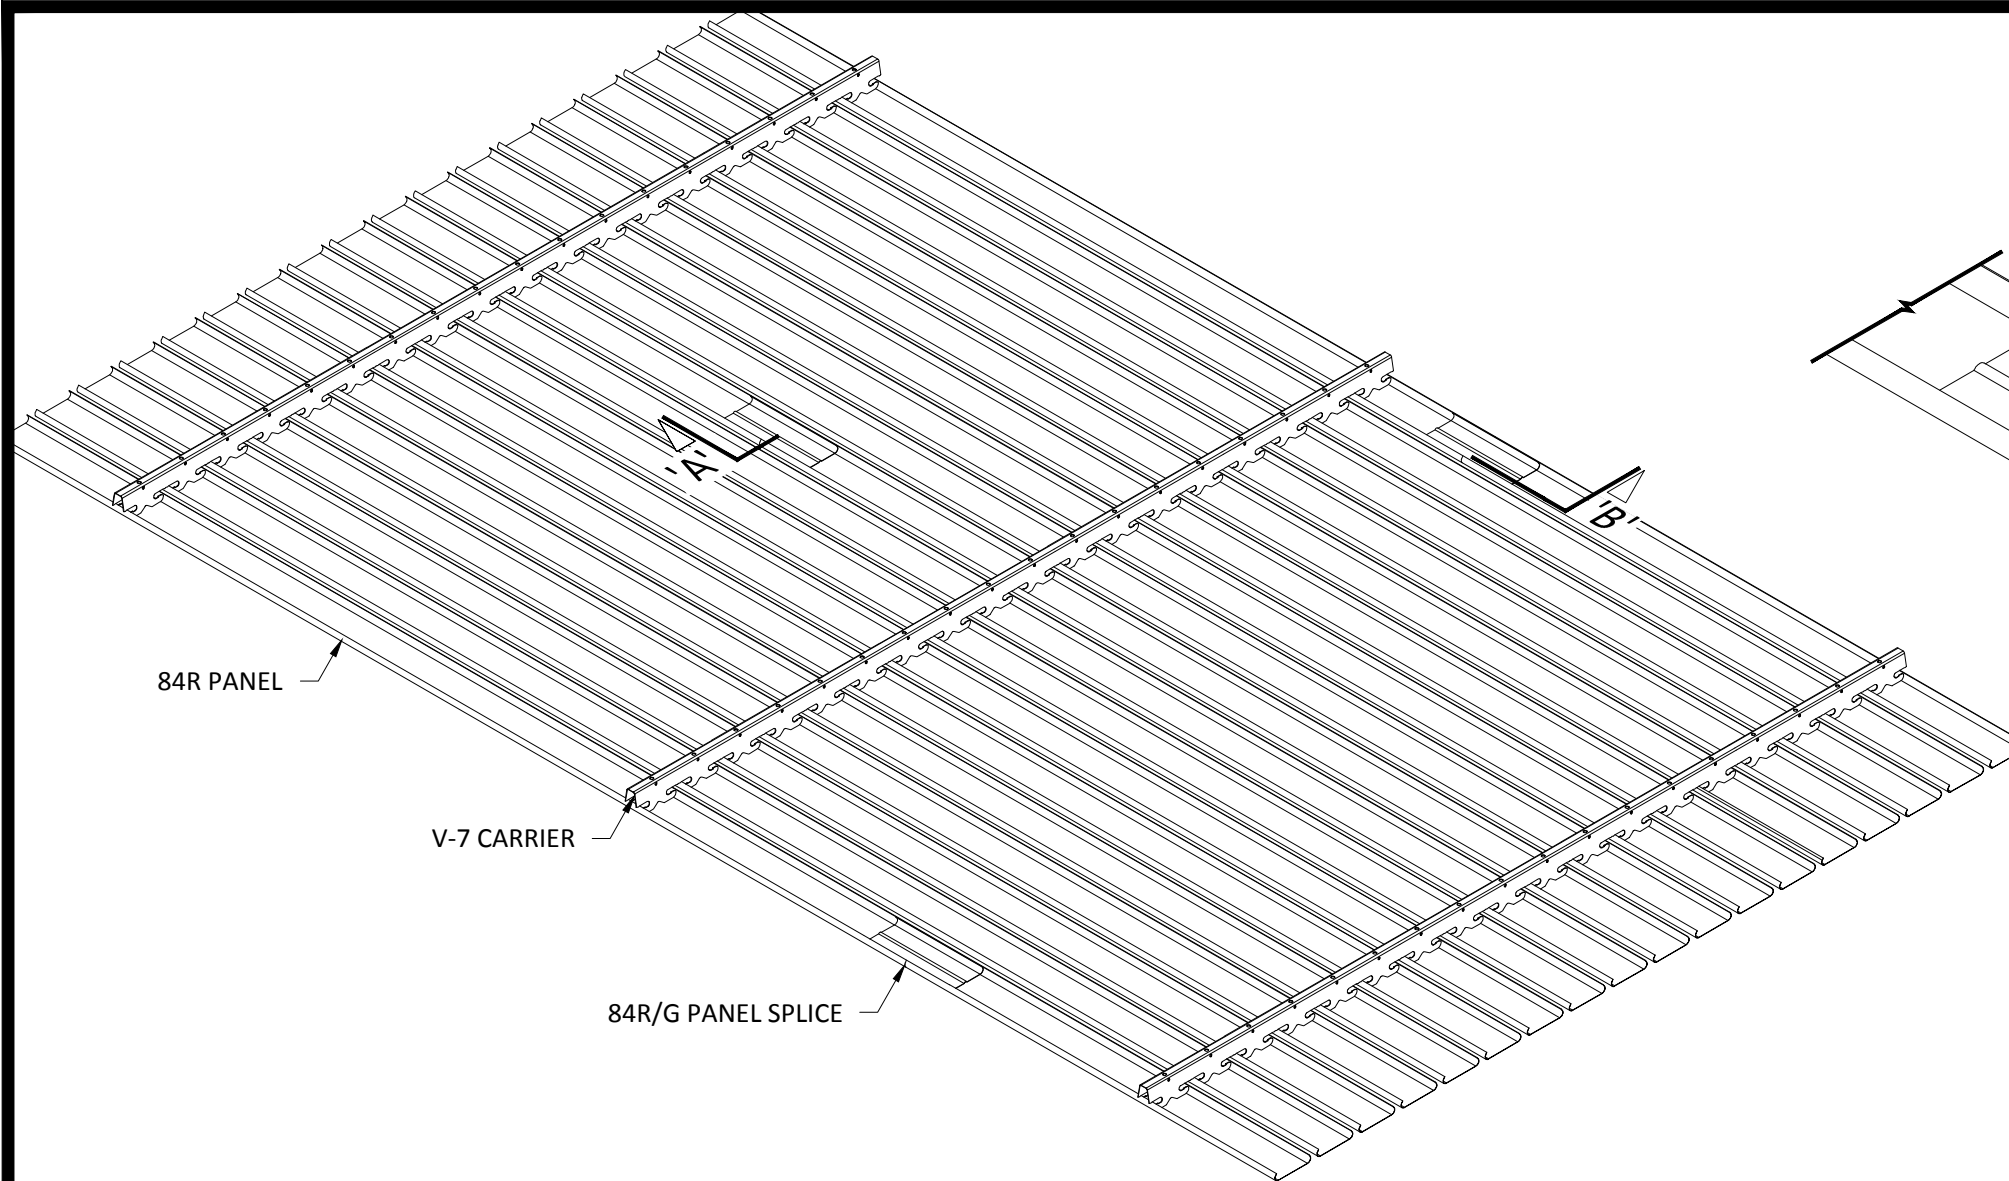 'A'
'B'
84R PANEL
V-7 CARRIER
84R/G PANEL SPLICE